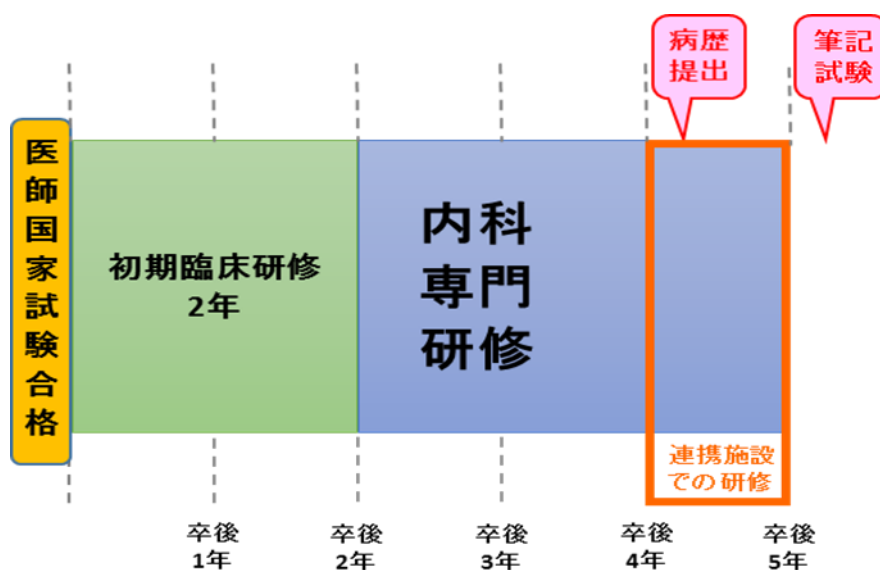 病歴
提出
筆記
試験
医師国家試験合格
初期臨床研修
2年
内科
専門
研修
連携施設
での研修
卒後
1年
卒後
2年
卒後
3年
卒後
4年
卒後
5年